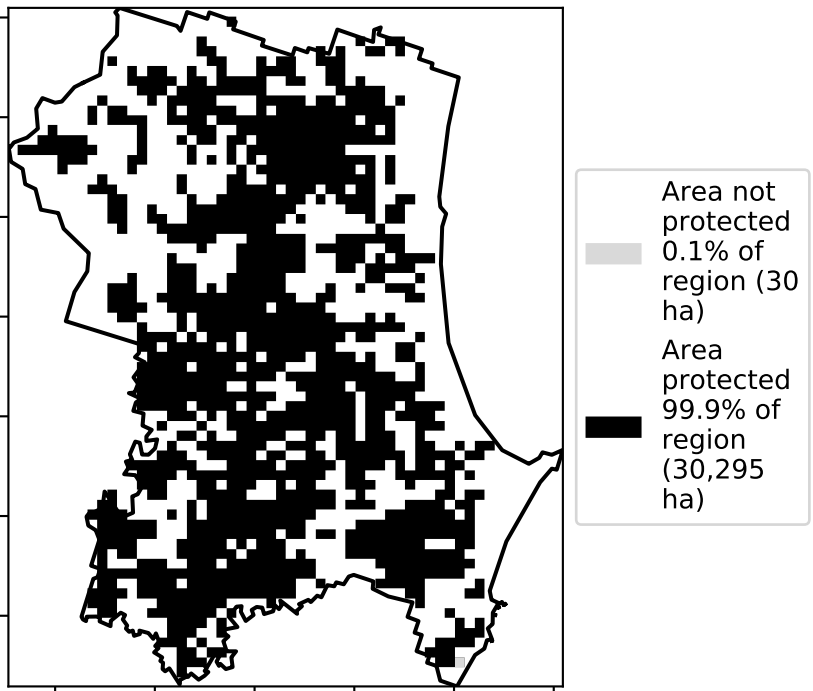 Area not
protected
0.1% of
region (30
ha)
Area
protected
99.9% of
region
(30,295
ha)